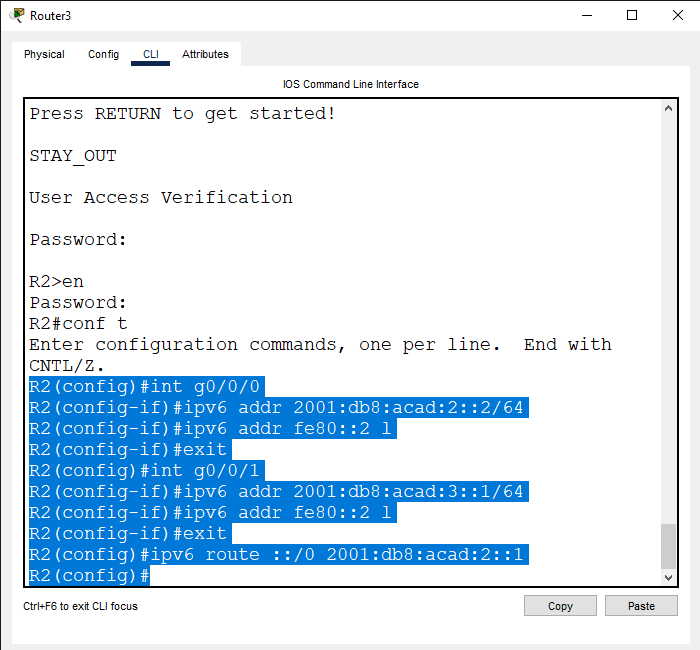 Router3
Physical Config CLI Attributes
IOS Command Line Interface
Press RETURN to get started!
STAY_OUT
User Access Verification
Password:
R2>en
Password:
R2#conf t
Enter configuration commands, one per line.  End with
CNTL/Z.
R2(config)#int g0/0/0
R2(config-if)#ipv6 addr 2001:db8:acad:2::2/64
R2(config-if)#ipv6 addr fe80::2 l
R2(config-if)#exit
R2(config)#int g0/0/1
R2(config-if)#ipv6 addr 2001:db8:acad:3::1/64
R2(config-if)#ipv6 addr fe80::2 l
R2(config-if)#exit
R2(config)#ipv6 route ::/0 2001:db8:acad:2::1
R2(config)#
Ctrl+F6 to exit CLI focus
Copy Paste